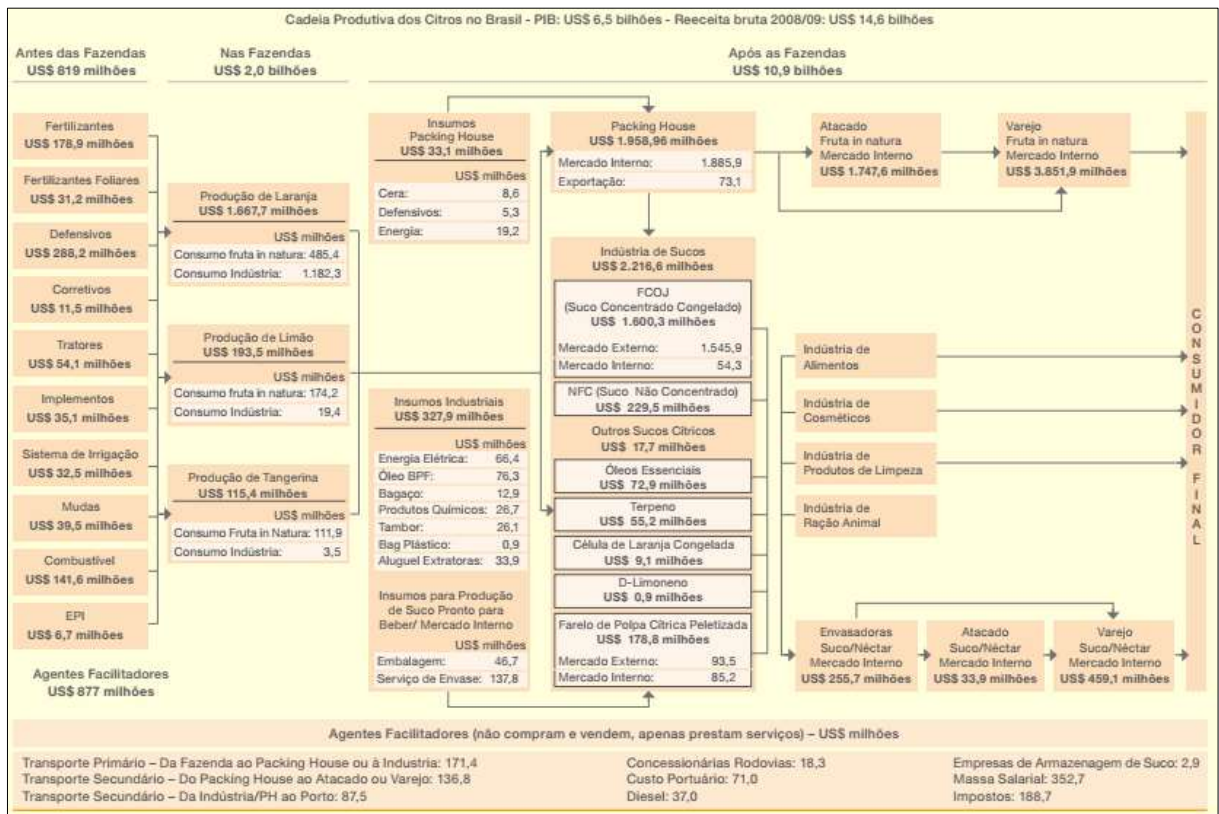 Cadeia Produtiva dos Citros no Brasil - PIB: US$ 6,5 bilhões - Reeceita bruta 2008/09: US$ 14,6 bilhões
Antes das Fazendas
US$ 819 milhões
Nas Fazendas
US$ 2,0 bilhões
Após as Fazendas
US$ 10,9 bilhões
Fertilizantes
US$ 178,9 milhões
Fertilizantes Foliares
US$ 31,2 milhões
Defensivos
US$ 288,2 milhões
Corretivos
US$ 11,5 milhões
Tratores
US$ 54,1 milhões
Implementos
US$ 35,1 milhões
Sistema de Irrigação
US$ 32,5 milhões
Mudas
US$ 39,5 milhões
Combustível
US$ 141,6 milhões
EPI
US$ 6,7 milhões
Agentes Facilitadores
US$ 877 milhões
Produção de Laranja
US$ 1.667,7 milhões
US$ milhões
Consumo fruta in natura: 485,4
Consumo Indústria: 1.182,3
Produção de Limão
US$ 193,5 milhões
US$ milhões
Consumo fruta in natura: 174,2
Consumo Indústria: 19,4
Produção de Tangerina
US$ 115,4 milhões
US$ milhões
Consumo Fruta in Natura: 111,9
Consumo Indústria: 3,5
Insumos
Packing House
US$ 33,1 milhões
US$ milhões
Cera: 8,6
Defensivos: 5,3
Energia: 19,2
Insumos Industriais
US$ 327,9 milhões
US$ milhões
Energia Elétrica: 66,4
Óleo BPF: 76,3
Bagaço: 12,9
Produtos Químicos: 26,7
Tambor: 26,1
Bag Plástico: 0,9
Aluguel Extratoras: 33,9
Insumos para Produção
de Suco Pronto para
Beber/ Mercado Interno
US$ milhões
Embalagem: 46,7
Serviço de Envase: 137,8
Packing House
US$ 1.958,96 milhões
Mercado Interno: 1.885,9
Exportação: 73,1
Indústria de Sucos
US$ 2.216,6 milhões
FCOJ
(Suco Concentrado Congelado)
US$ 1.600,3 milhões
Mercado Externo: 1.545,9
Mercado Interno: 54,3
NFC (Suco Não Concentrado)
US$ 229,5 milhões
Outros Sucos Cítricos
US$ 17,7 milhões
Óleos Essenciais
US$ 72,9 milhões
Terpeno
US$ 55,2 milhões
Célula de Laranja Congelada
US$ 9,1 milhões
D-Limoneno
US$ 0,9 milhões
Farelo de Polpa Cítrica Peletizada
US$ 178,8 milhões
Mercado Externo: 93,5
Mercado Interno: 85,2
Atacado
Fruta in natura
Mercado Interno
US$ 1.747,6 milhões
Varejo
Fruta in natura
Mercado Interno
US$ 3.851,9 milhões
Indústria de
Alimentos
Indústria de
Cosméticos
Indústria de
Produtos de Limpeza
Indústria de
Ração Animal
Envasadoras
Suco/Néctar
Mercado Interno
US$ 255,7 milhões
Atacado
Suco/Néctar
Mercado Interno
US$ 33,9 milhões
Varejo
Suco/Néctar
Mercado Interno
US$ 459,1 milhões
CONSUMIDOR FINAL
Agentes Facilitadores (não compram e vendem, apenas prestam serviços) – US$ milhões
Transporte Primário – Da Fazenda ao Packing House ou à Industria: 171,4
Transporte Secundário – Do Packing House ao Atacado ou Varejo: 136,8
Transporte Secundário – Da Indústria/PH ao Porto: 87,5
Concessionárias Rodovias: 18,3
Custo Portuário: 71,0
Diesel: 37,0
Empresas de Armazenagem de Suco: 2,9
Massa Salarial: 352,7
Impostos: 188,7